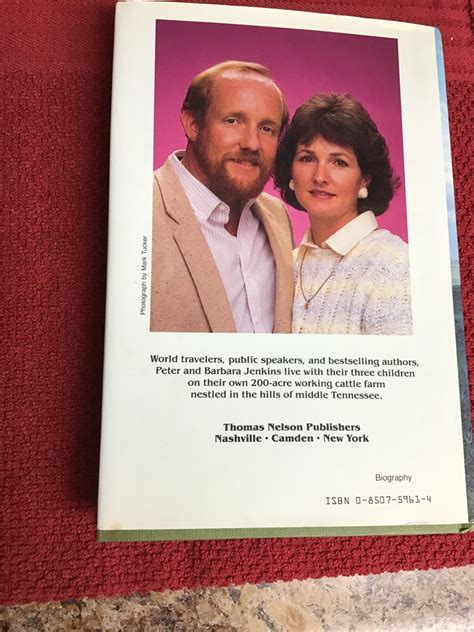 Photograph by Mark Tucker
World travelers, public speakers, and bestselling authors,
Peter and Barbara Jenkins live with their three children
on their own 200-acre working cattle farm
nestled in the hills of middle Tennessee.
Thomas Nelson Publishers
Nashville • Camden • New York
Biography
ISBN 0-8507-5961-4